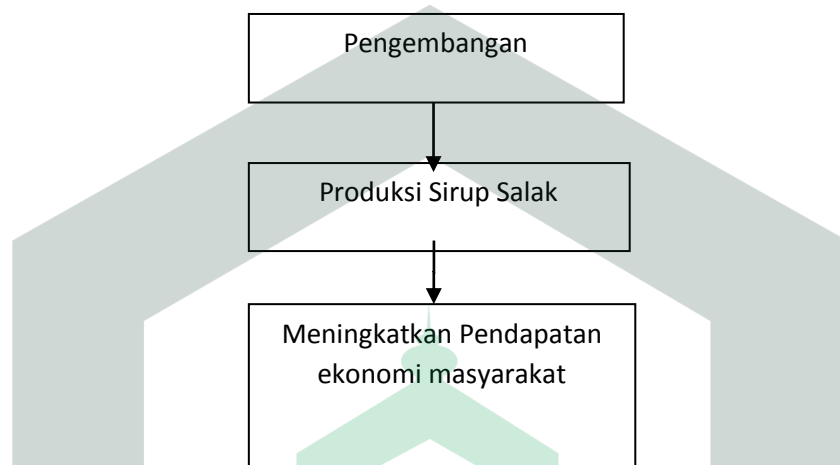 Pengembangan
Produksi Sirup Salak
Meningkatkan Pendapatan
ekonomi masyarakat